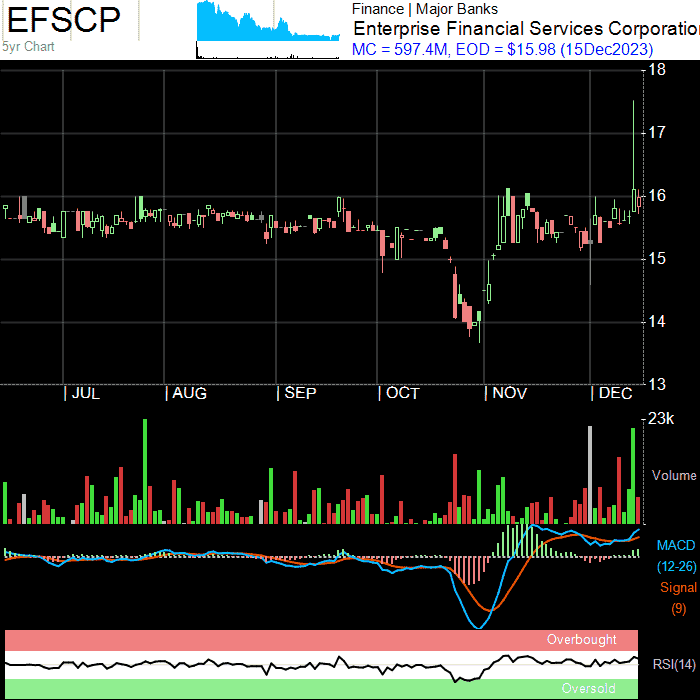 EFSCP
5yr Chart
Finance | Major Banks
Enterprise Financial Services Corporatio
MC = 597.4M, EOD = $15.98 (15Dec2023)
18
17
16
15
14
13
| JUL | AUG | SEP | OCT | NOV | DEC
23k
Volume
MACD
(12-26)
Signal
(9)
Overbought
RSI(14)
Oversold